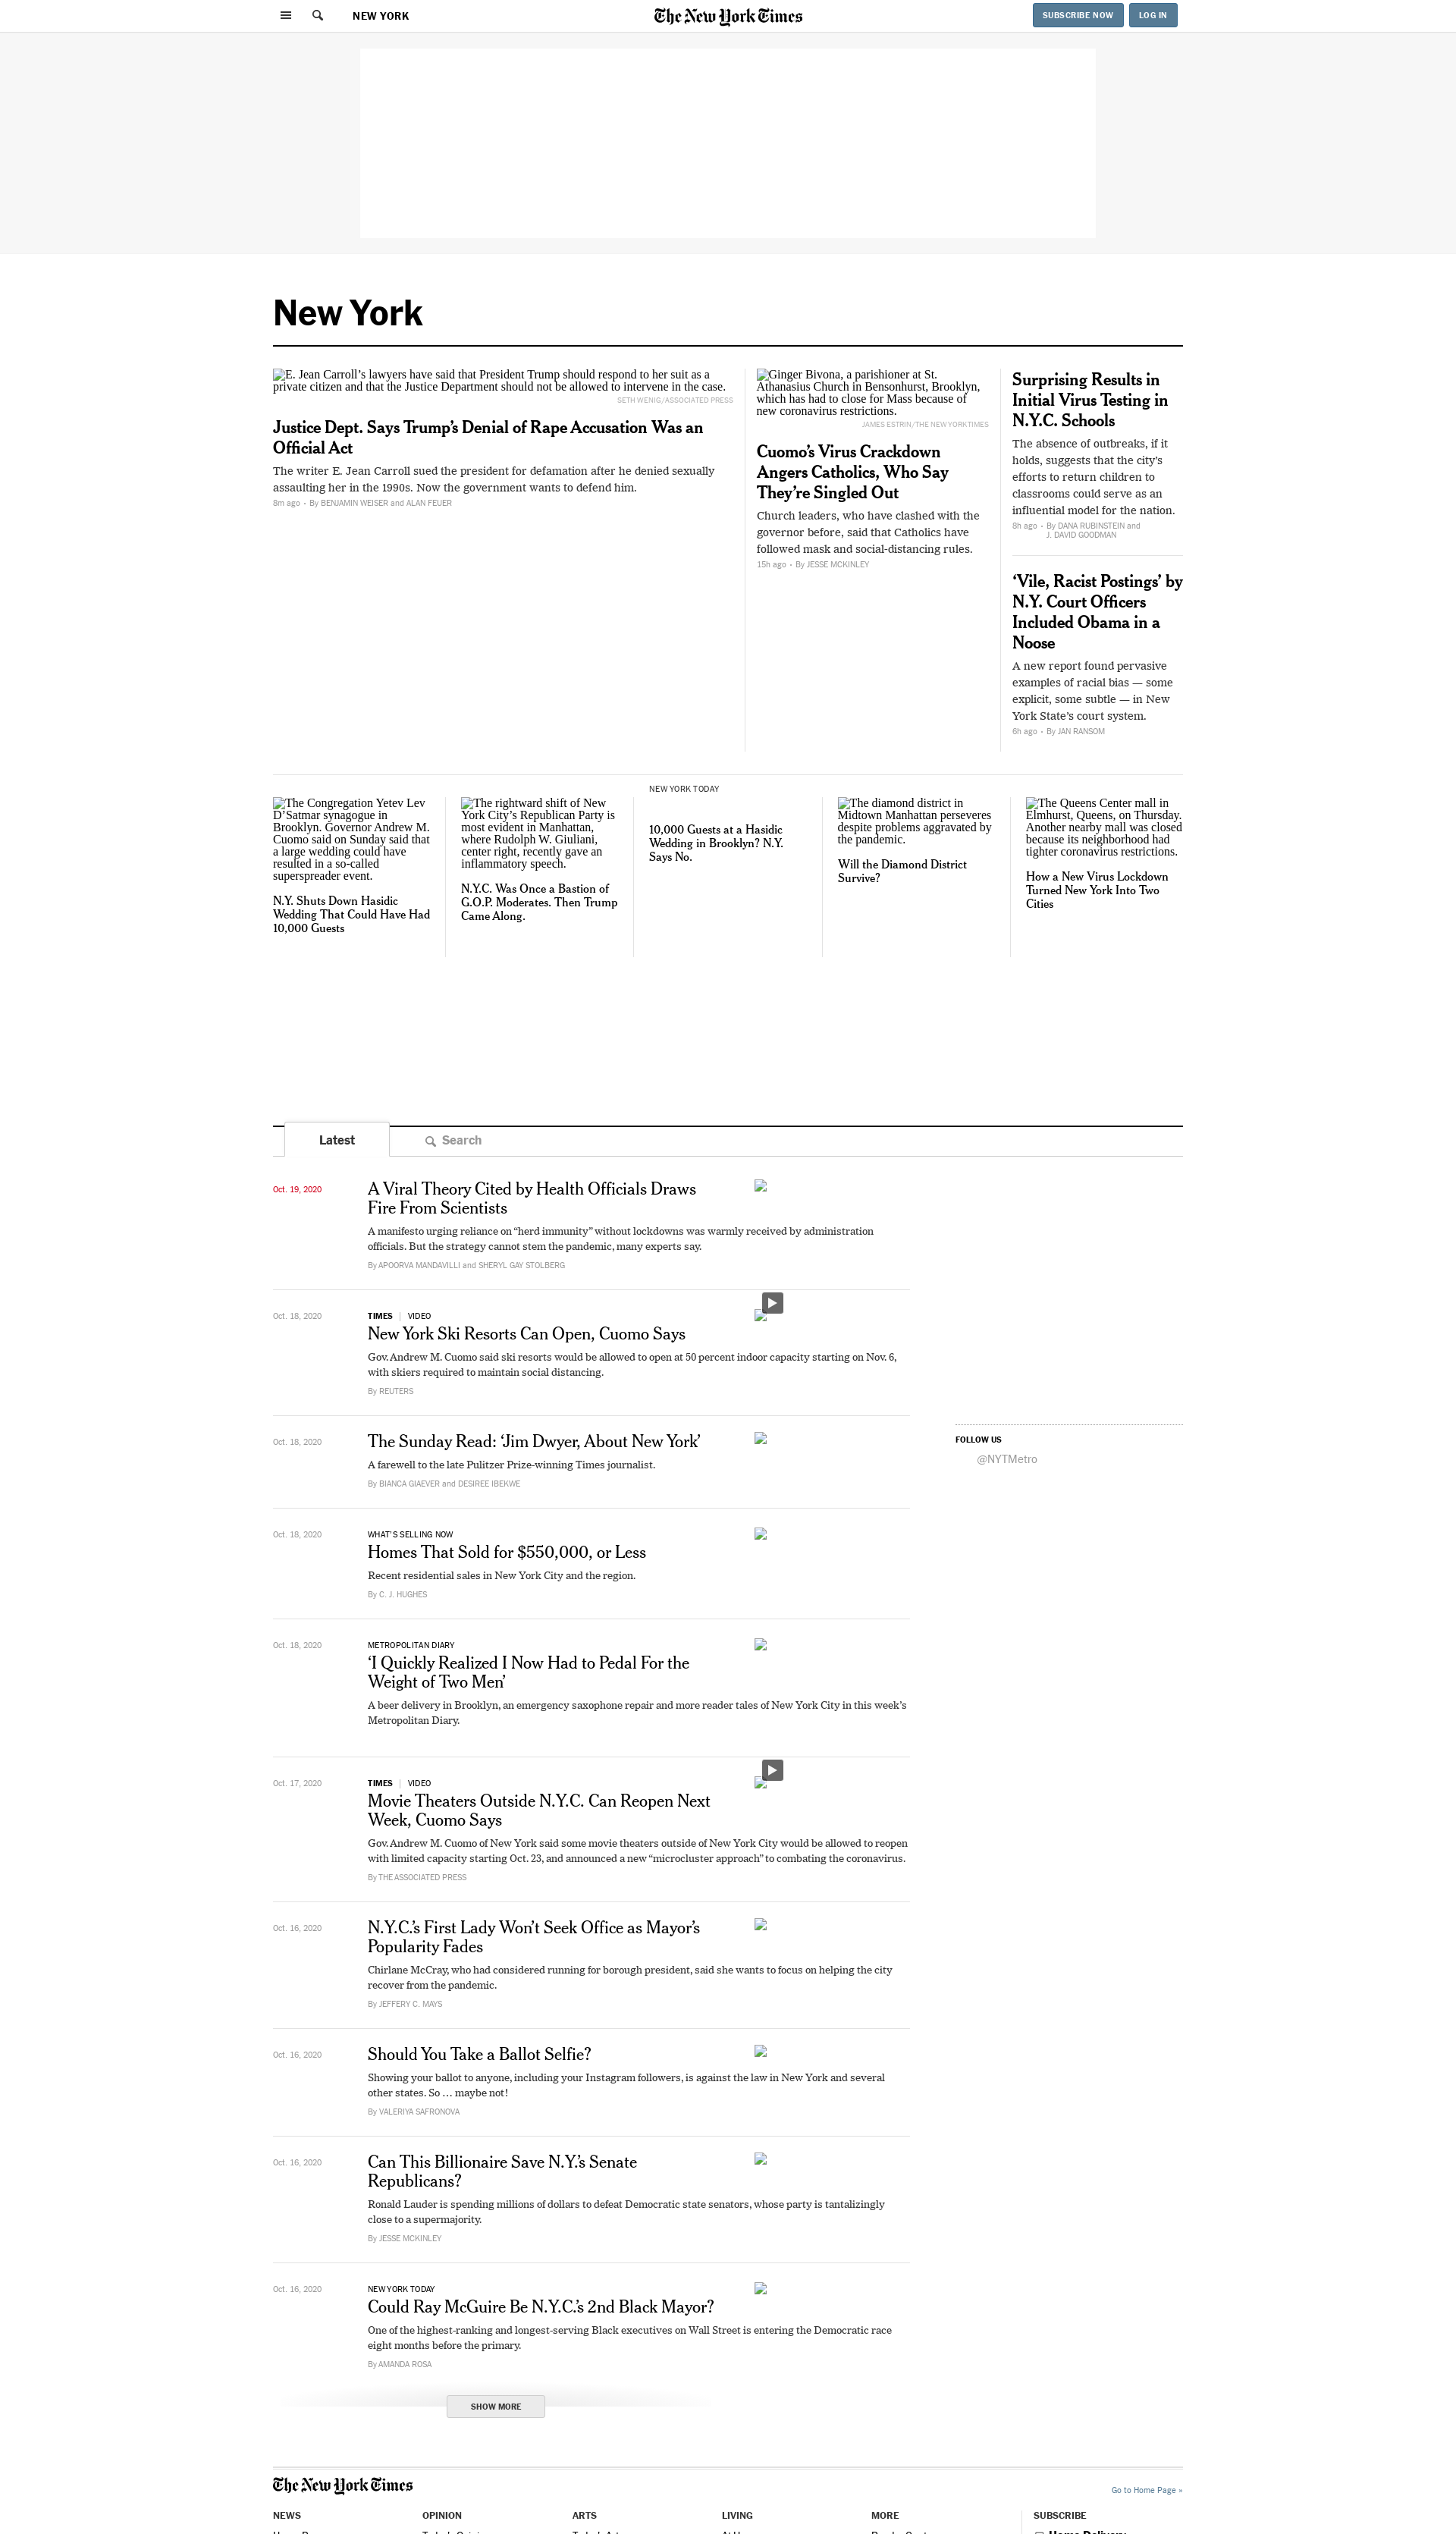 NEW YORK
The New York Times
SUBSCRIBE NOW
LOG IN
New York
E. Jean Carroll’s lawyers have said that President Trump should respond to her suit as a
private citizen and that the Justice Department should not be allowed to intervene in the case.
SETH WENIG/ASSOCIATED PRESS
Justice Dept. Says Trump’s Denial of Rape Accusation Was an
Official Act
The writer E. Jean Carroll sued the president for defamation after he denied sexually
assaulting her in the 1990s. Now the government wants to defend him.
8m ago • By BENJAMIN WEISER and ALAN FEUER
Ginger Bivona, a parishioner at St.
Athanasius Church in Bensonhurst, Brooklyn,
which has had to close for Mass because of
new coronavirus restrictions.
JAMES ESTRIN/THE NEW YORK TIMES
Cuomo’s Virus Crackdown
Angers Catholics, Who Say
They’re Singled Out
Church leaders, who have clashed with the
governor before, said that Catholics have
followed mask and social-distancing rules.
15h ago • By JESSE MCKINLEY
Surprising Results in
Initial Virus Testing in
N.Y.C. Schools
The absence of outbreaks, if it
holds, suggests that the city’s
efforts to return children to
classrooms could serve as an
influential model for the nation.
8h ago • By DANA RUBINSTEIN and
J. DAVID GOODMAN
‘Vile, Racist Postings’ by
N.Y. Court Officers
Included Obama in a
Noose
A new report found pervasive
examples of racial bias — some
explicit, some subtle — in New
York State’s court system.
6h ago • By JAN RANSOM
The Congregation Yetev Lev
D’Satmar synagogue in
Brooklyn. Governor Andrew M.
Cuomo said on Sunday said that
a large wedding could have
resulted in a so-called
superspreader event.
N.Y. Shuts Down Hasidic
Wedding That Could Have Had
10,000 Guests
The rightward shift of New
York City’s Republican Party is
most evident in Manhattan,
where Rudolph W. Giuliani,
center right, recently gave an
inflammatory speech.
N.Y.C. Was Once a Bastion of
G.O.P. Moderates. Then Trump
Came Along.
NEW YORK TODAY
10,000 Guests at a Hasidic
Wedding in Brooklyn? N.Y.
Says No.
The diamond district in
Midtown Manhattan perseveres
despite problems aggravated by
the pandemic.
Will the Diamond District
Survive?
The Queens Center mall in
Elmhurst, Queens, on Thursday.
Another nearby mall was closed
because its neighborhood had
tighter coronavirus restrictions.
How a New Virus Lockdown
Turned New York Into Two
Cities
Latest
Search
Oct. 19, 2020
A Viral Theory Cited by Health Officials Draws
Fire From Scientists
A manifesto urging reliance on “herd immunity” without lockdowns was warmly received by administration
officials. But the strategy cannot stem the pandemic, many experts say.
By APOORVA MANDAVILLI and SHERYL GAY STOLBERG
Oct. 18, 2020
TIMES | VIDEO
New York Ski Resorts Can Open, Cuomo Says
Gov. Andrew M. Cuomo said ski resorts would be allowed to open at 50 percent indoor capacity starting on Nov. 6,
with skiers required to maintain social distancing.
By REUTERS
FOLLOW US
@NYTMetro
Oct. 18, 2020
The Sunday Read: ‘Jim Dwyer, About New York’
A farewell to the late Pulitzer Prize-winning Times journalist.
By BIANCA GIAEVER and DESIREE IBEKWE
Oct. 18, 2020
WHAT’S SELLING NOW
Homes That Sold for $550,000, or Less
Recent residential sales in New York City and the region.
By C. J. HUGHES
Oct. 18, 2020
METROPOLITAN DIARY
‘I Quickly Realized I Now Had to Pedal For the
Weight of Two Men’
A beer delivery in Brooklyn, an emergency saxophone repair and more reader tales of New York City in this week’s
Metropolitan Diary.
Oct. 17, 2020
TIMES | VIDEO
Movie Theaters Outside N.Y.C. Can Reopen Next
Week, Cuomo Says
Gov. Andrew M. Cuomo of New York said some movie theaters outside of New York City would be allowed to reopen
with limited capacity starting Oct. 23, and announced a new “microcluster approach” to combating the coronavirus.
By THE ASSOCIATED PRESS
Oct. 16, 2020
N.Y.C.’s First Lady Won’t Seek Office as Mayor’s
Popularity Fades
Chirlane McCray, who had considered running for borough president, said she wants to focus on helping the city
recover from the pandemic.
By JEFFERY C. MAYS
Oct. 16, 2020
Should You Take a Ballot Selfie?
Showing your ballot to anyone, including your Instagram followers, is against the law in New York and several
other states. So … maybe not!
By VALERIYA SAFRONOVA
Oct. 16, 2020
Can This Billionaire Save N.Y.’s Senate
Republicans?
Ronald Lauder is spending millions of dollars to defeat Democratic state senators, whose party is tantalizingly
close to a supermajority.
By JESSE MCKINLEY
Oct. 16, 2020
NEW YORK TODAY
Could Ray McGuire Be N.Y.C.’s 2nd Black Mayor?
One of the highest-ranking and longest-serving Black executives on Wall Street is entering the Democratic race
eight months before the primary.
By AMANDA ROSA
SHOW MORE
The New York Times
Go to Home Page »
NEWS
OPINION
ARTS
LIVING
MORE
SUBSCRIBE